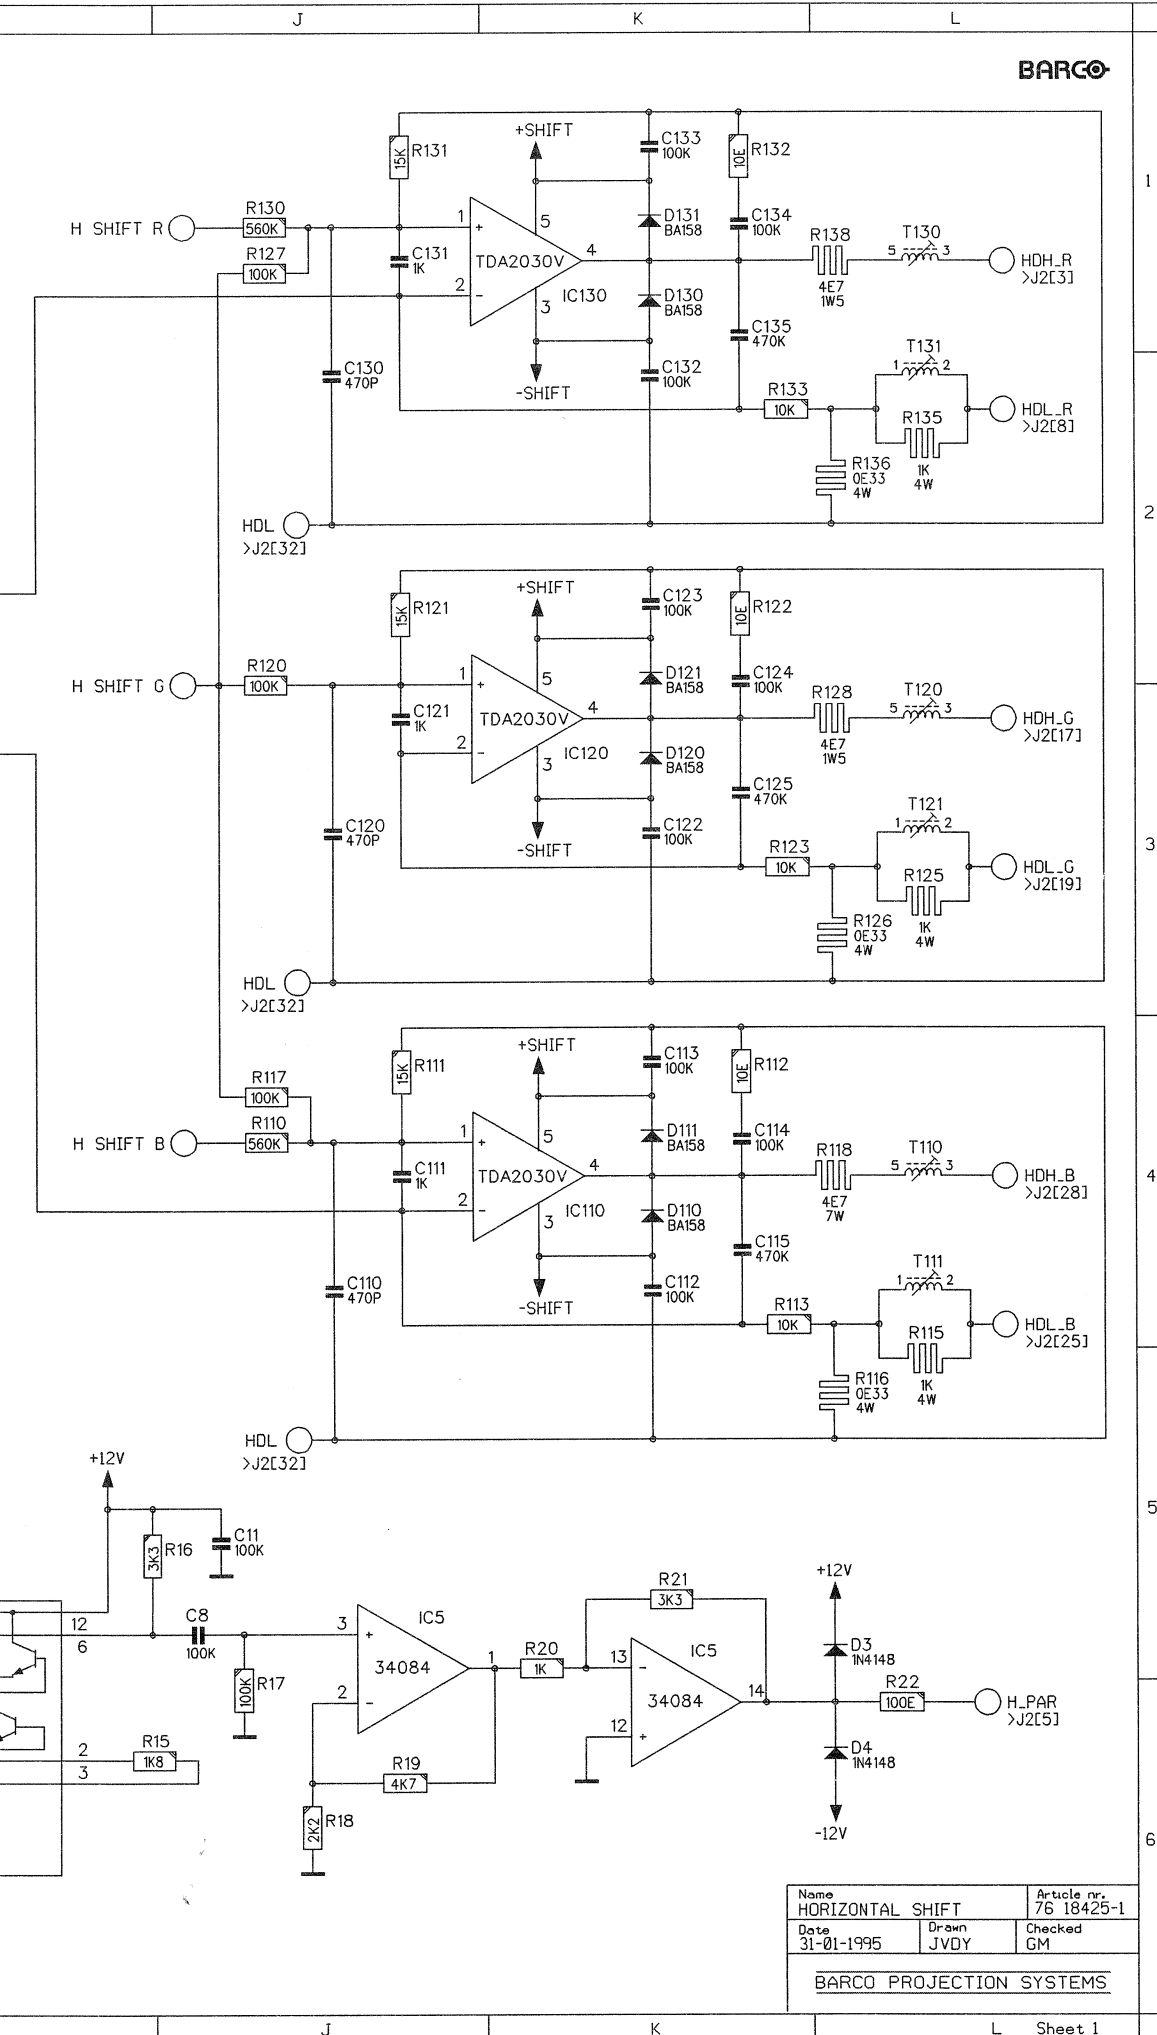 J K L
BARCO
+SHIFT
C133
100K
R131
15K
R132
10E
1
H SHIFT R
R130
560K
R127
100K
1
+
5
D131
BA158
C134
100K
C131
1K
TDA2030V
4
R138
4E7
1W5
T130
5 3
HDH_R
>J2[3]
2
-
3
IC130
D130
BA158
C135
470K
C130
470P
-SHIFT
C132
100K
T131
1 2
R133
10K
HDL_R
>J2[8]
R135
1K
4W
R136
0E33
4W
HDL
>J2[32]
2
+SHIFT
C123
100K
R121
15K
R122
10E
H SHIFT G
R120
100K
1
+
5
D121
BA158
C124
100K
C121
1K
TDA2030V
4
R128
4E7
1W5
T120
5 3
HDH_G
>J2[17]
2
-
3
IC120
D120
BA158
C125
470K
C120
470P
-SHIFT
C122
100K
T121
1 2
R123
10K
HDL_G
>J2[19]
R125
1K
4W
R126
0E33
4W
3
HDL
>J2[32]
+SHIFT
C113
100K
R111
15K
R112
10E
R117
100K
H SHIFT B
R110
560K
1
+
5
D111
BA158
C114
100K
C111
1K
TDA2030V
4
R118
4E7
7W
T110
5 3
HDH_B
>J2[28]
4
2
-
3
IC110
D110
BA158
C115
470K
C110
470P
-SHIFT
C112
100K
T111
1 2
R113
10K
HDL_B
>J2[25]
R115
1K
4W
R116
0E33
4W
HDL
>J2[32]
+12V
5
R16
3K3
C11
100K
12
6
C8
100K
R17
100K
3
+
IC5
34084
1
2
-
R20
1K
R21
3K3
13
-
IC5
34084
14
12
+
+12V
D3
1N4148
R22
100E
H_PAR
>J2[5]
D4
1N4148
-12V
2
3
R15
1K8
R19
4K7
R18
2K2
6
Name
HORIZONTAL SHIFT
Article nr.
76 18425-1
Date
31-01-1995
Drawn
JVDY
Checked
GM
BARCO PROJECTION SYSTEMS
J K L Sheet 1